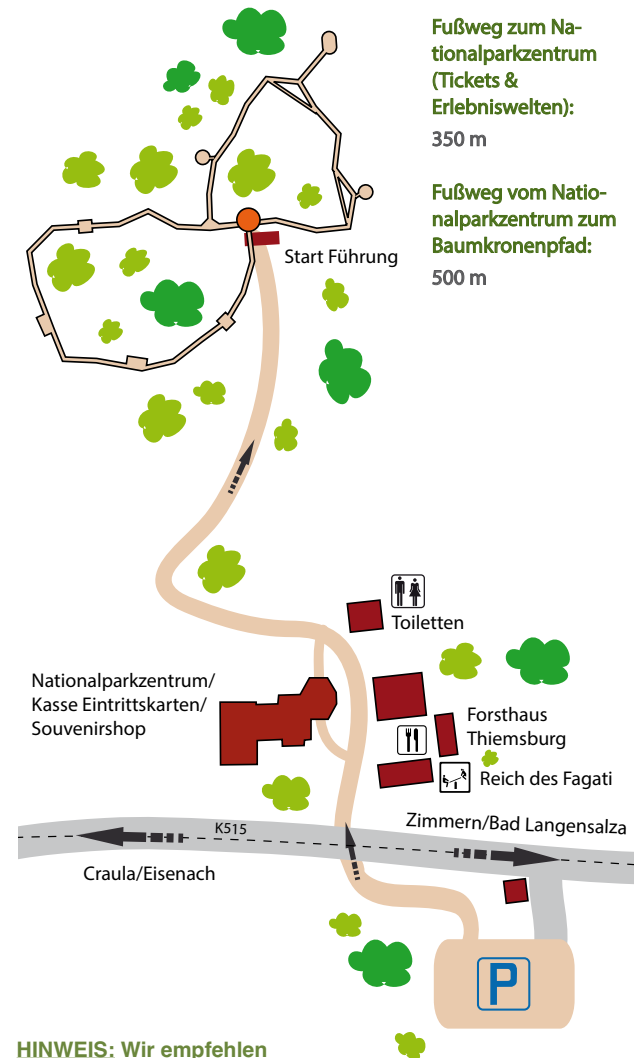 Fußweg zum Na-
tionalparkzentrum
(Tickets &
Erlebniswelten):
350 m
Fußweg vom Natio-
nalparkzentrum zum
Baumkronenpfad:
500 m
Start Führung
Toiletten
Nationalparkzentrum/
Kasse Eintrittskarten/
Souvenirshop
Forsthaus
Thiemsburg
Reich des Fagati
K515
Zimmern/Bad Langensalza
Craula/Eisenach
P
HINWEIS: Wir empfehlen